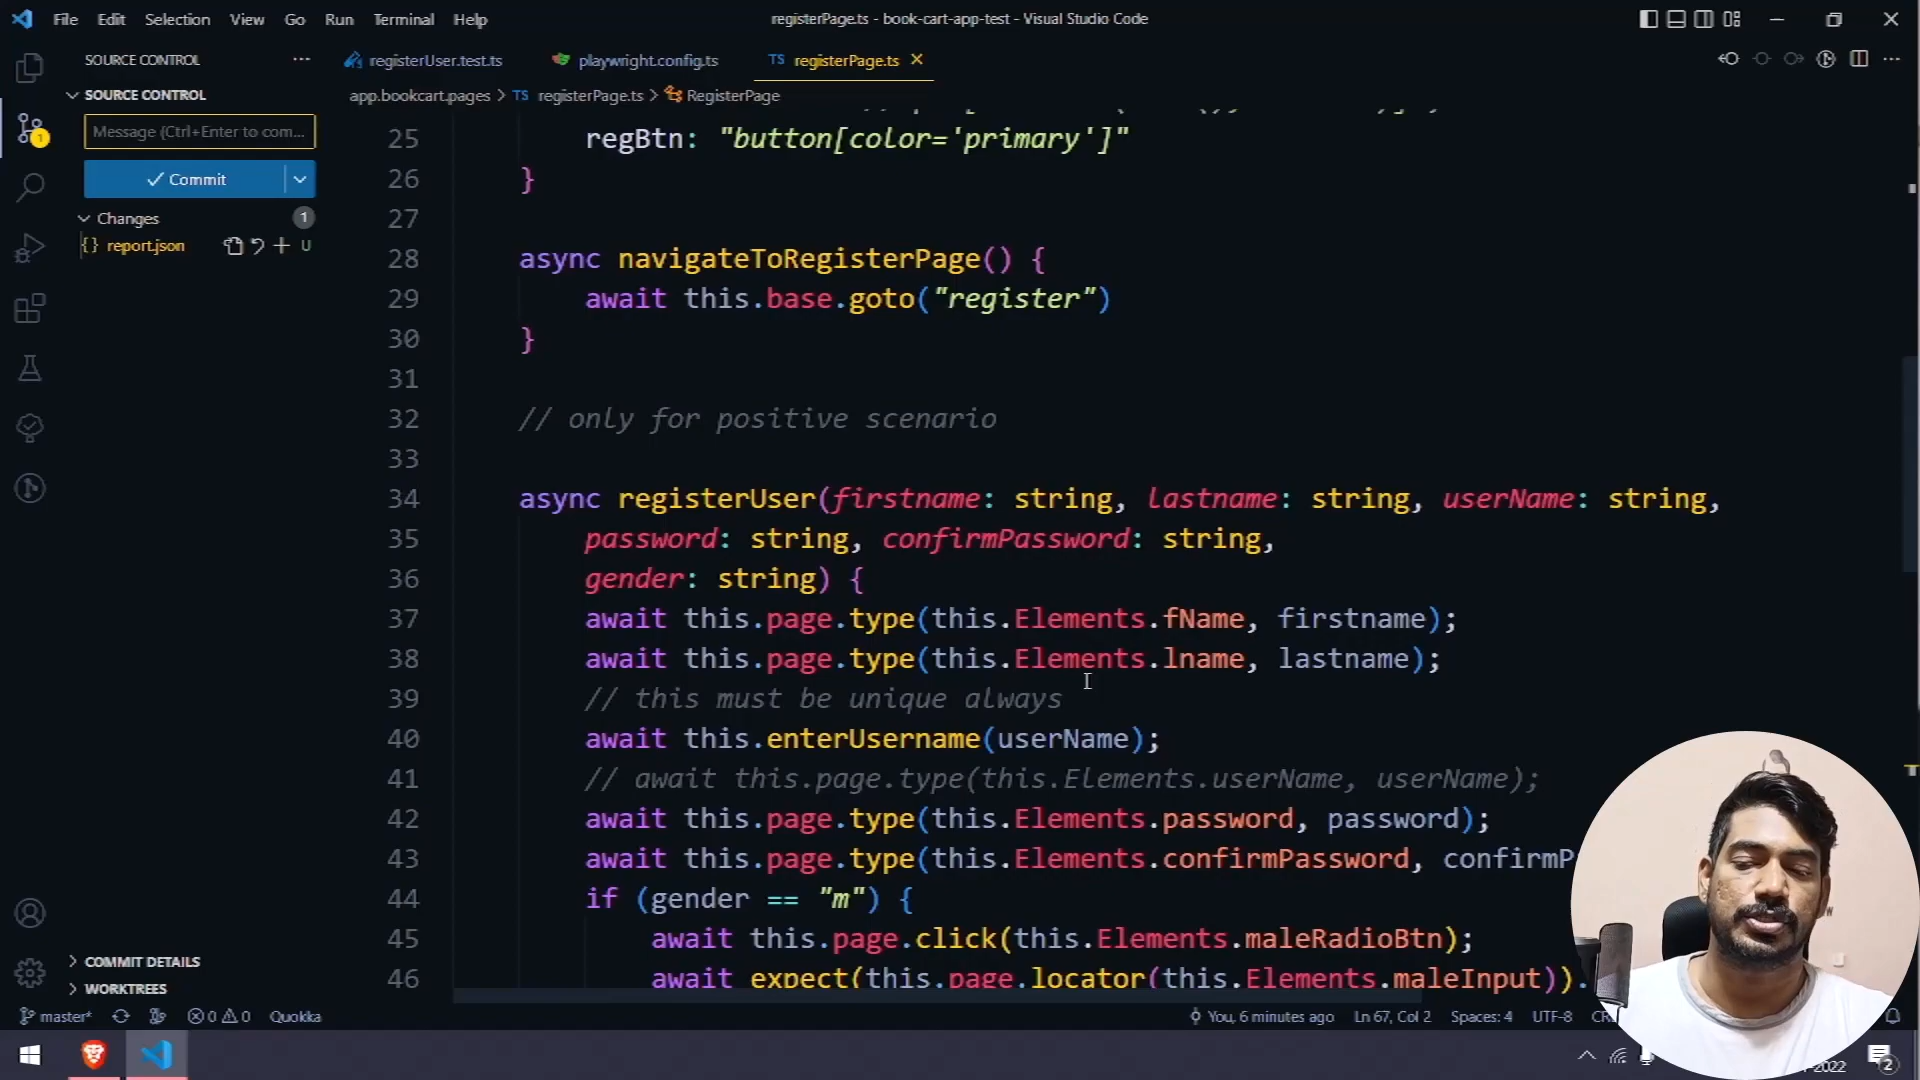 File Edit Selection View Go Run Terminal Help
registerPage.ts - book-cart-app-test - Visual Studio Code
SOURCE CONTROL
registerUser.test.ts
playwright.config.ts
TS registerPage.ts
SOURCE CONTROL
app.bookcart.pages > TS registerPage.ts > RegisterPage
Message (Ctrl+Enter to com...
Commit
Changes 1
{} report.json U
25 regBtn: "button[color='primary']"
26 }
27
28 async navigateToRegisterPage() {
29 await this.base.goto("register")
30 }
31
32 // only for positive scenario
33
34 async registerUser(firstname: string, lastname: string, userName: string,
35 password: string, confirmPassword: string,
36 gender: string) {
37 await this.page.type(this.Elements.fName, firstname);
38 await this.page.type(this.Elements.lname, lastname);
39 // this must be unique always
40 await this.enterUsername(userName);
41 // await this.page.type(this.Elements.userName, userName);
42 await this.page.type(this.Elements.password, password);
43 await this.page.type(this.Elements.confirmPassword, confirmP
44 if (gender == "m") {
45 await this.page.click(this.Elements.maleRadioBtn);
46 await expect(this.page.locator(this.Elements.maleInput)).
COMMIT DETAILS
WORKTREES
master* 0 0 Quokka
You, 6 minutes ago Ln 67, Col 2 Spaces: 4 UTF-8
2022
2